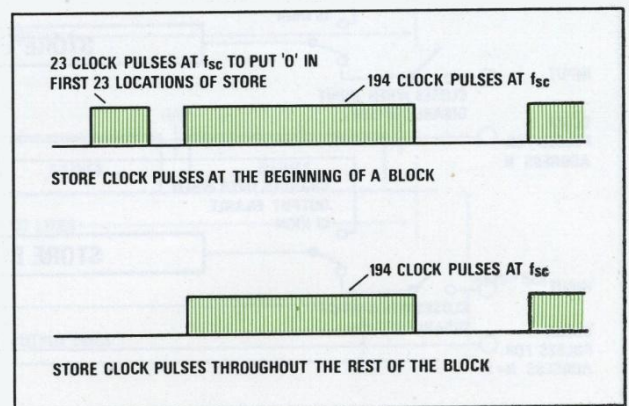 23 CLOCK PULSES AT fsc TO PUT 'O' IN
FIRST 23 LOCATIONS OF STORE
194 CLOCK PULSES AT fsc
STORE CLOCK PULSES AT THE BEGINNING OF A BLOCK
194 CLOCK PULSES AT fsc
STORE CLOCK PULSES THROUGHOUT THE REST OF THE BLOCK